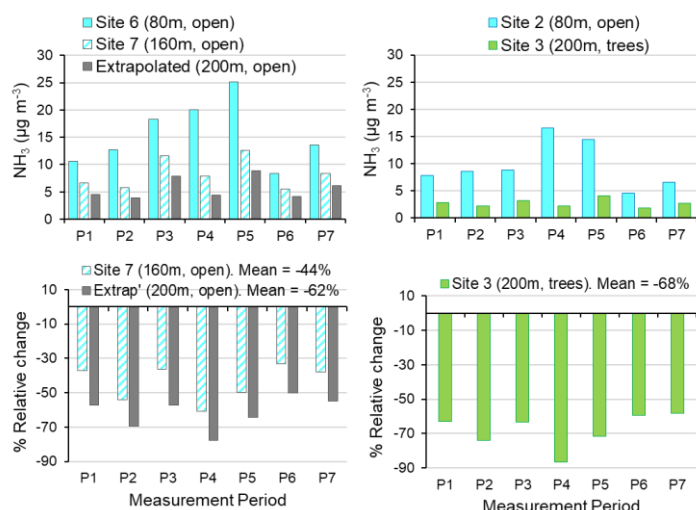 Site 6 (80m, open)
Site 7 (160m, open)
Extrapolated (200m, open)
NH₃ (µg m⁻³)
30
25
20
15
10
5
0
P1 P2 P3 P4 P5 P6 P7
Site 2 (80m, open)
Site 3 (200m, trees)
NH₃ (µg m⁻³)
30
25
20
15
10
5
0
P1 P2 P3 P4 P5 P6 P7
Site 7 (160m, open). Mean = -44%
Extrap' (200m, open). Mean = -62%
% Relative change
10
-10
-30
-50
-70
-90
P1 P2 P3 P4 P5 P6 P7
Measurement Period
Site 3 (200m, trees). Mean = -68%
% Relative change
10
-10
-30
-50
-70
-90
P1 P2 P3 P4 P5 P6 P7
Measurement Period